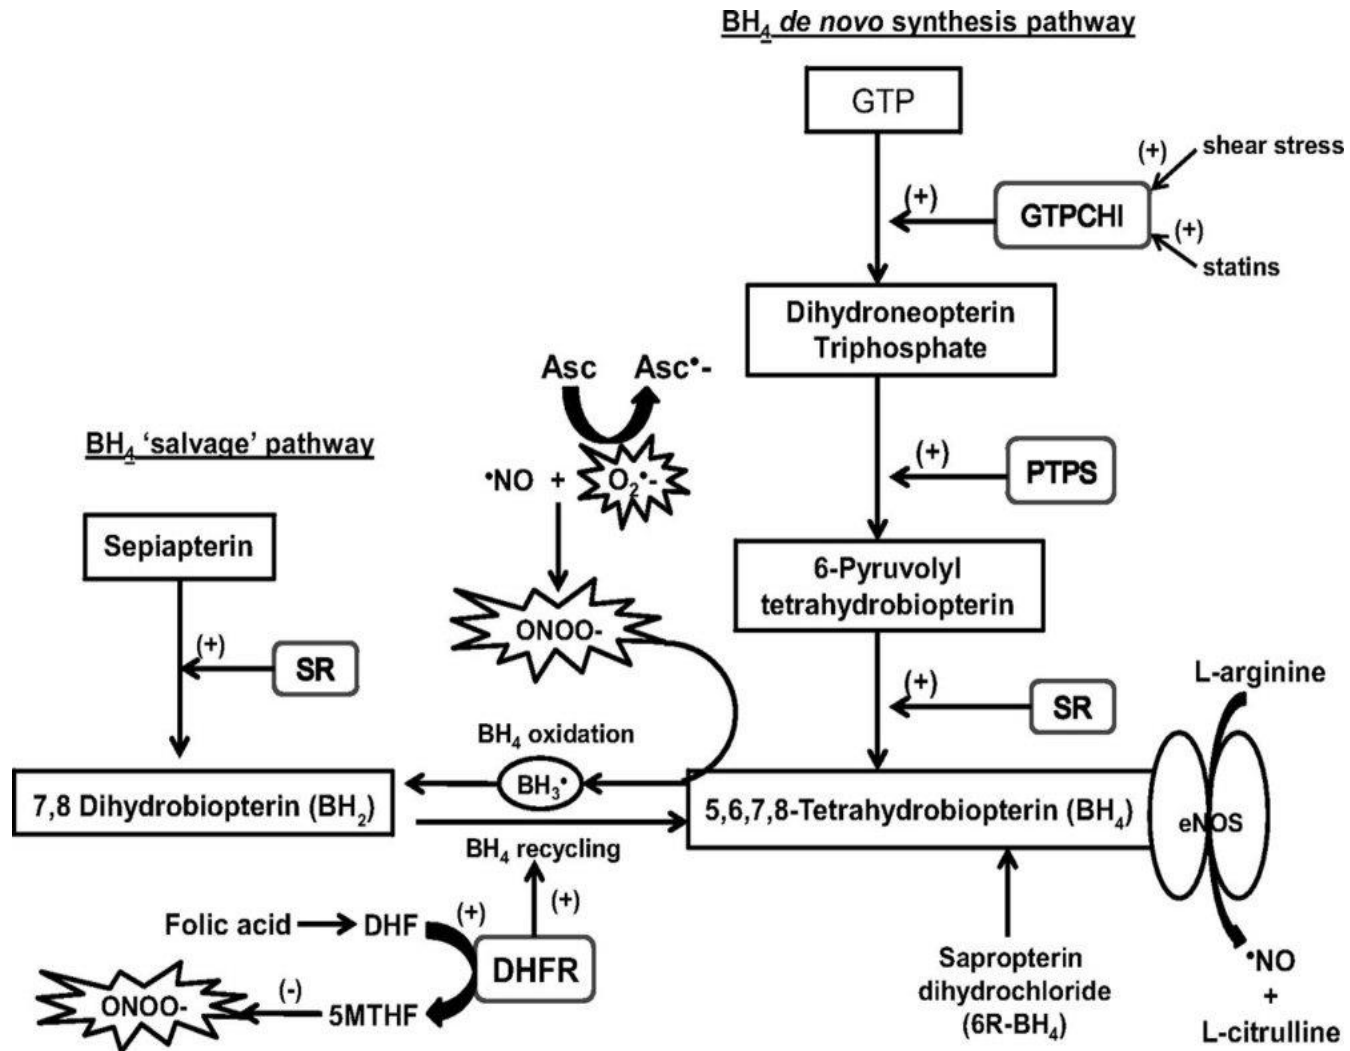 BH₄ de novo synthesis pathway
GTP
(+)
shear stress
(+)
GTPCHI
(+)
statins
Dihydroneopterin
Triphosphate
Asc Asc•-
BH₄ ‘salvage’ pathway
•NO + O₂•-
(+)
PTPS
Sepiapterin
6-Pyruvolyl
tetrahydrobiopterin
ONOO-
(+)
SR
(+)
SR
L-arginine
BH₄ oxidation
BH₃•
7,8 Dihydrobiopterin (BH₂)
5,6,7,8-Tetrahydrobiopterin (BH₄)
eNOS
BH₄ recycling
(+)
Folic acid DHF
(+)
DHFR
ONOO-
(-)
5MTHF
Sapropterin
dihydrochloride
(6R-BH₄)
•NO
+
L-citrulline